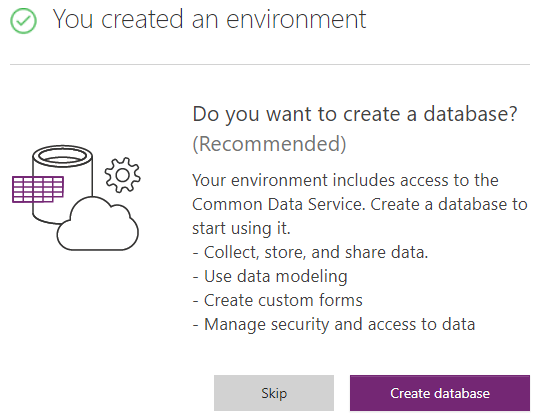 You created an environment
Do you want to create a database?
(Recommended)
Your environment includes access to the
Common Data Service. Create a database to
start using it.
- Collect, store, and share data.
- Use data modeling
- Create custom forms
- Manage security and access to data
Skip
Create database